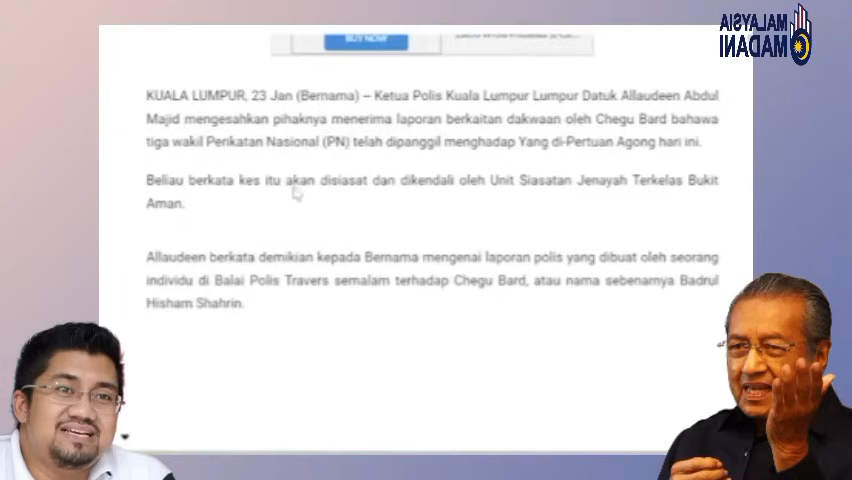 MALAYSIA
MADANI
BUY NOW
KUALA LUMPUR, 23 Jan (Bernama) – Ketua Polis Kuala Lumpur Lumpur Datuk Allaudeen Abdul
Majid mengesahkan pihaknya menerima laporan berkaitan dakwaan oleh Chegu Bard bahawa
tiga wakil Perikatan Nasional (PN) telah dipanggil menghadap Yang di-Pertuan Agong hari ini.
Beliau berkata kes itu akan disiasat dan dikendali oleh Unit Siasatan Jenayah Terkelas Bukit
Aman.
Allaudeen berkata demikian kepada Bernama mengenai laporan polis yang dibuat oleh seorang
individu di Balai Polis Travers semalam terhadap Chegu Bard, atau nama sebenarnya Badrul
Hisham Shahrin.